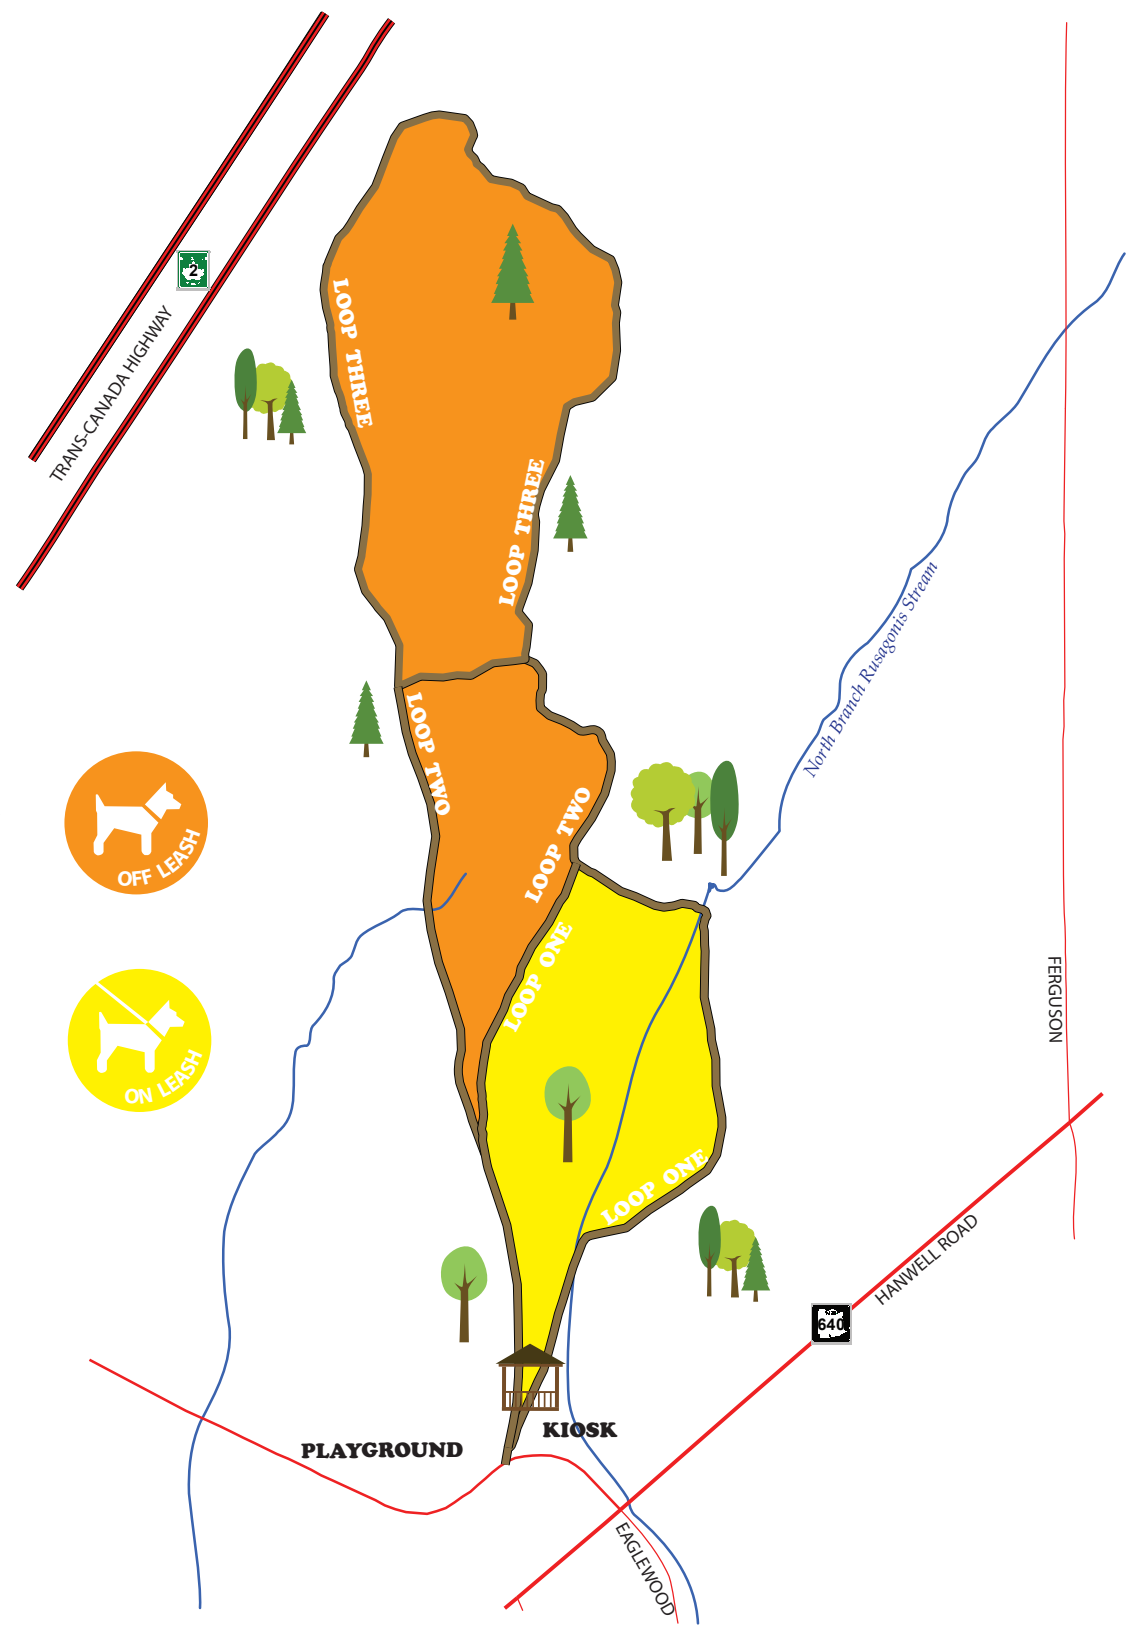 2
TRANS-CANADA HIGHWAY
LOOP THREE
LOOP THREE
North Branch Rusagonis Stream
LOOP TWO
LOOP TWO
OFF LEASH
LOOP ONE
FERGUSON
ON LEASH
LOOP ONE
HANWELL ROAD
640
KIOSK
PLAYGROUND
EAGLEWOOD